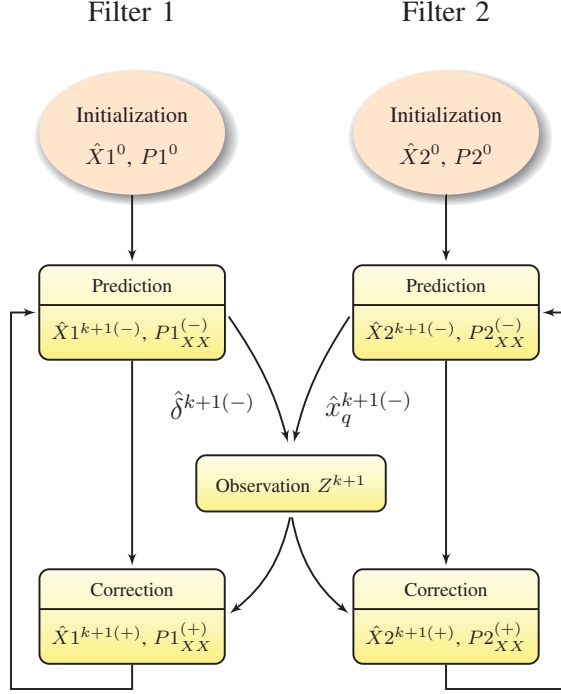 Filter 1
Filter 2
Initialization
X̂1⁰, P1⁰
Initialization
X̂2⁰, P2⁰
Prediction
X̂1^{k+1(−)}, P1_{XX}^{(−)}
Prediction
X̂2^{k+1(−)}, P2_{XX}^{(−)}
δ̂^{k+1(−)}
x̂_q^{k+1(−)}
Observation Z^{k+1}
Correction
X̂1^{k+1(+)}, P1_{XX}^{(+)}
Correction
X̂2^{k+1(+)}, P2_{XX}^{(+)}